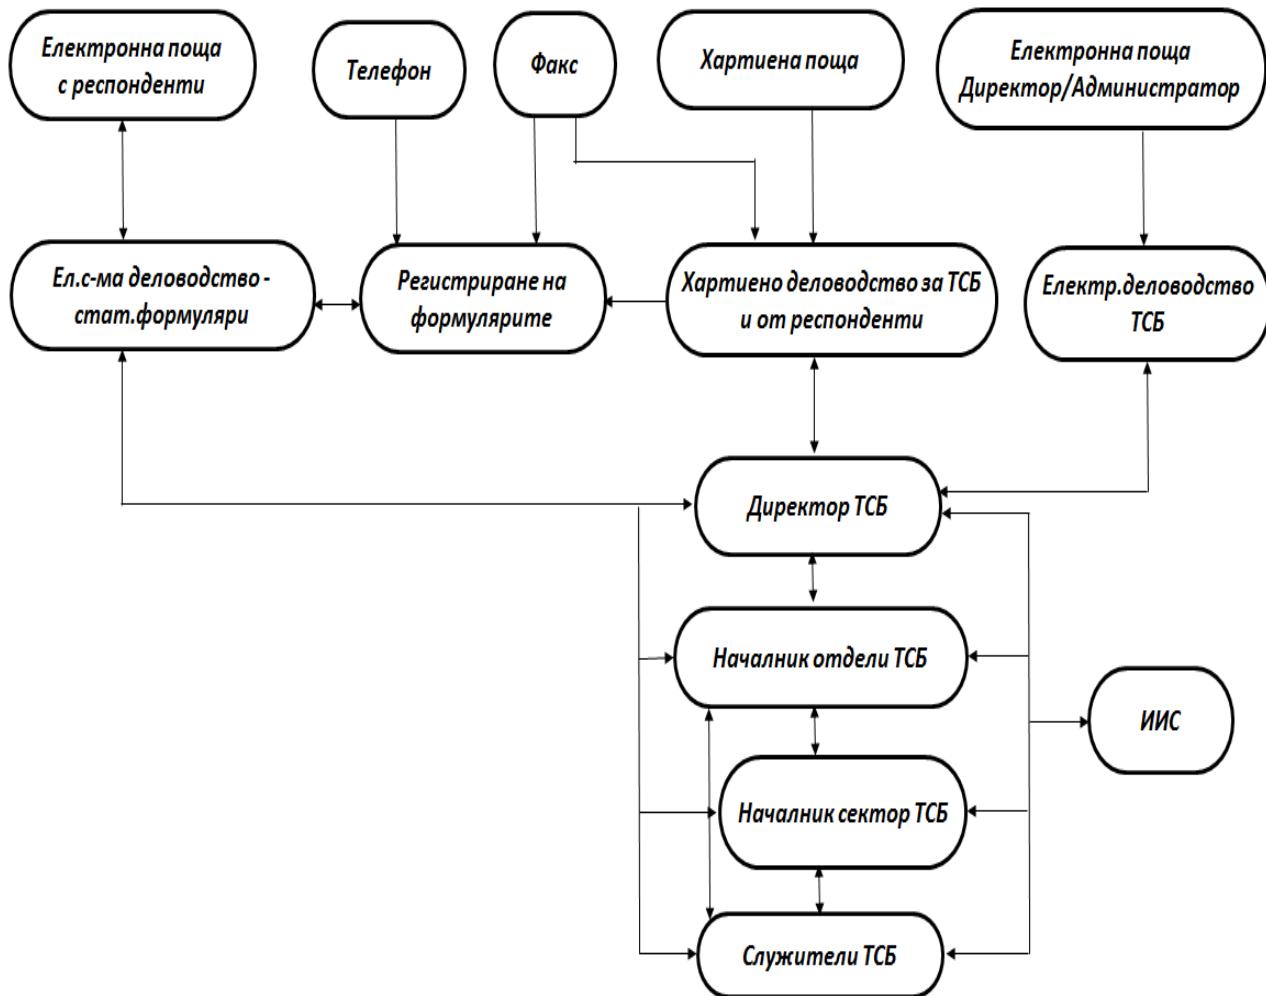 Електронна поща
с респонденти
Телефон
Факс
Хартиена поща
Електронна поща
Директор/Администратор
Ел.с-ма деловодство -
стат.формуляри
Регистриране на
формулярите
Хартиено деловодство за ТСБ
и от респонденти
Електр.деловодство
ТСБ
Директор ТСБ
Началник отдели ТСБ
ИИС
Началник сектор ТСБ
Служители ТСБ